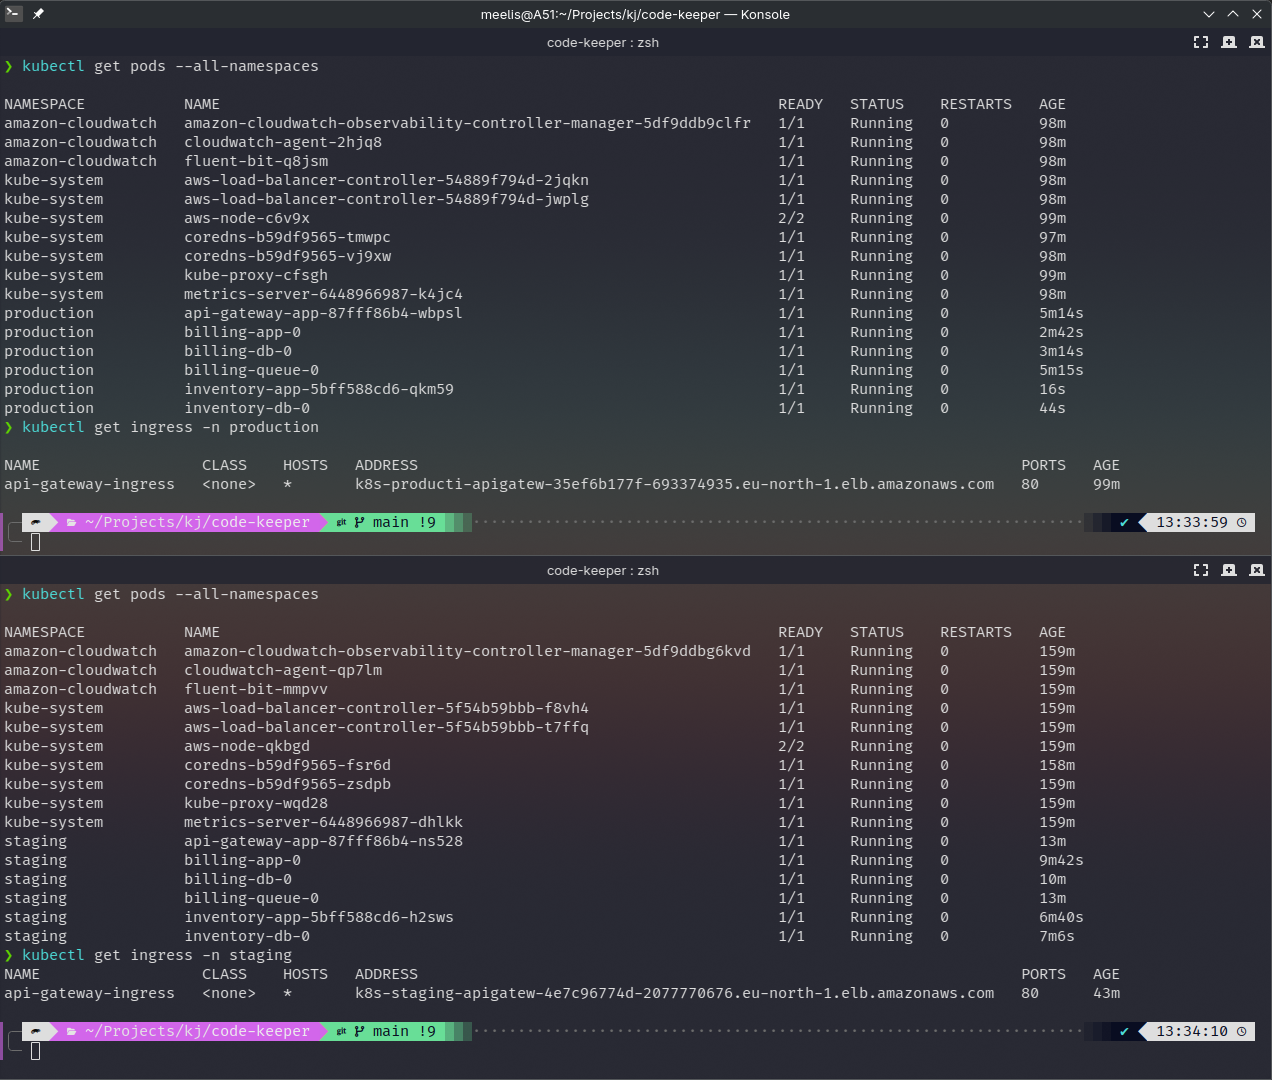 meelis@A51:~/Projects/kj/code-keeper — Konsole
code-keeper : zsh
❯ kubectl get pods --all-namespaces
NAMESPACE NAME READY STATUS RESTARTS AGE
amazon-cloudwatch amazon-cloudwatch-observability-controller-manager-5df9ddb9clfr 1/1 Running 0 98m
amazon-cloudwatch cloudwatch-agent-2hjq8 1/1 Running 0 98m
amazon-cloudwatch fluent-bit-q8jsm 1/1 Running 0 98m
kube-system aws-load-balancer-controller-54889f794d-2jqkn 1/1 Running 0 98m
kube-system aws-load-balancer-controller-54889f794d-jwplg 1/1 Running 0 98m
kube-system aws-node-c6v9x 2/2 Running 0 99m
kube-system coredns-b59df9565-tmwpc 1/1 Running 0 97m
kube-system coredns-b59df9565-vj9xw 1/1 Running 0 98m
kube-system kube-proxy-cfsgh 1/1 Running 0 99m
kube-system metrics-server-6448966987-k4jc4 1/1 Running 0 98m
production api-gateway-app-87fff86b4-wbpsl 1/1 Running 0 5m14s
production billing-app-0 1/1 Running 0 2m42s
production billing-db-0 1/1 Running 0 3m14s
production billing-queue-0 1/1 Running 0 5m15s
production inventory-app-5bff588cd6-qkm59 1/1 Running 0 16s
production inventory-db-0 1/1 Running 0 44s
❯ kubectl get ingress -n production
NAME CLASS HOSTS ADDRESS PORTS AGE
api-gateway-ingress <none> * k8s-producti-apigatew-35ef6b177f-693374935.eu-north-1.elb.amazonaws.com 80 99m
~/Projects/kj/code-keeper git main !9 ✔ 13:33:59
code-keeper : zsh
❯ kubectl get pods --all-namespaces
NAMESPACE NAME READY STATUS RESTARTS AGE
amazon-cloudwatch amazon-cloudwatch-observability-controller-manager-5df9ddbg6kvd 1/1 Running 0 159m
amazon-cloudwatch cloudwatch-agent-qp7lm 1/1 Running 0 159m
amazon-cloudwatch fluent-bit-mmpvv 1/1 Running 0 159m
kube-system aws-load-balancer-controller-5f54b59bbb-f8vh4 1/1 Running 0 159m
kube-system aws-load-balancer-controller-5f54b59bbb-t7ffq 1/1 Running 0 159m
kube-system aws-node-qkbgd 2/2 Running 0 159m
kube-system coredns-b59df9565-fsr6d 1/1 Running 0 158m
kube-system coredns-b59df9565-zsdpb 1/1 Running 0 159m
kube-system kube-proxy-wqd28 1/1 Running 0 159m
kube-system metrics-server-6448966987-dhlkk 1/1 Running 0 159m
staging api-gateway-app-87fff86b4-ns528 1/1 Running 0 13m
staging billing-app-0 1/1 Running 0 9m42s
staging billing-db-0 1/1 Running 0 10m
staging billing-queue-0 1/1 Running 0 13m
staging inventory-app-5bff588cd6-h2sws 1/1 Running 0 6m40s
staging inventory-db-0 1/1 Running 0 7m6s
❯ kubectl get ingress -n staging
NAME CLASS HOSTS ADDRESS PORTS AGE
api-gateway-ingress <none> * k8s-staging-apigatew-4e7c96774d-2077770676.eu-north-1.elb.amazonaws.com 80 43m
~/Projects/kj/code-keeper git main !9 ✔ 13:34:10